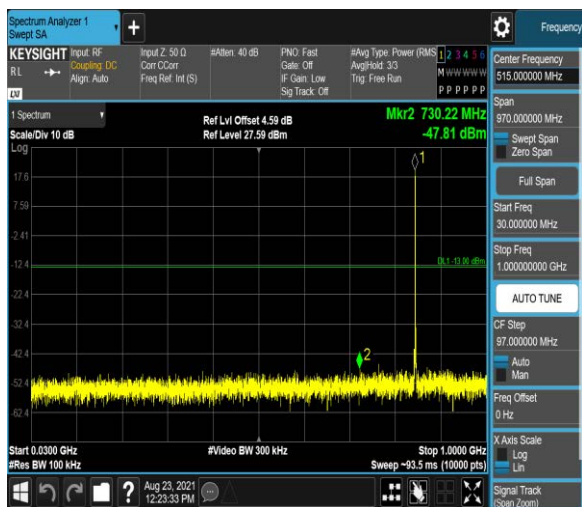 Spectrum Analyzer 1
Swept SA
+
Frequency
KEYSIGHT
RL
LXI
Input: RF
Coupling: DC
Align: Auto
Input Z: 50 Ω
Corr CCorr
Freq Ref: Int (S)
#Atten: 40 dB
PNO: Fast
Gate: Off
IF Gain: Low
Sig Track: Off
#Avg Type: Power (RMS
Avg|Hold: 3/3
Trig: Free Run
1 2 3 4 5 6
M W W W W W
P P P P P P
1 Spectrum
Scale/Div 10 dB
Ref Lvl Offset 4.59 dB
Ref Level 27.59 dBm
Mkr2 730.22 MHz
-47.81 dBm
Log
1
17.6
7.59
-2.41
-12.4
DL1 -13.00 dBm
-22.4
-32.4
-42.4
2
-52.4
-62.4
Start 0.0300 GHz
#Res BW 100 kHz
#Video BW 300 kHz
Stop 1.0000 GHz
Sweep ~93.5 ms (10000 pts)
?
Aug 23, 2021
12:23:33 PM
Center Frequency
515.000000 MHz
Span
970.000000 MHz
Swept Span
Zero Span
Full Span
Start Freq
30.000000 MHz
Stop Freq
1.000000000 GHz
AUTO TUNE
CF Step
97.000000 MHz
Auto
Man
Freq Offset
0 Hz
X Axis Scale
Log
Lin
Signal Track
(Span Zoom)